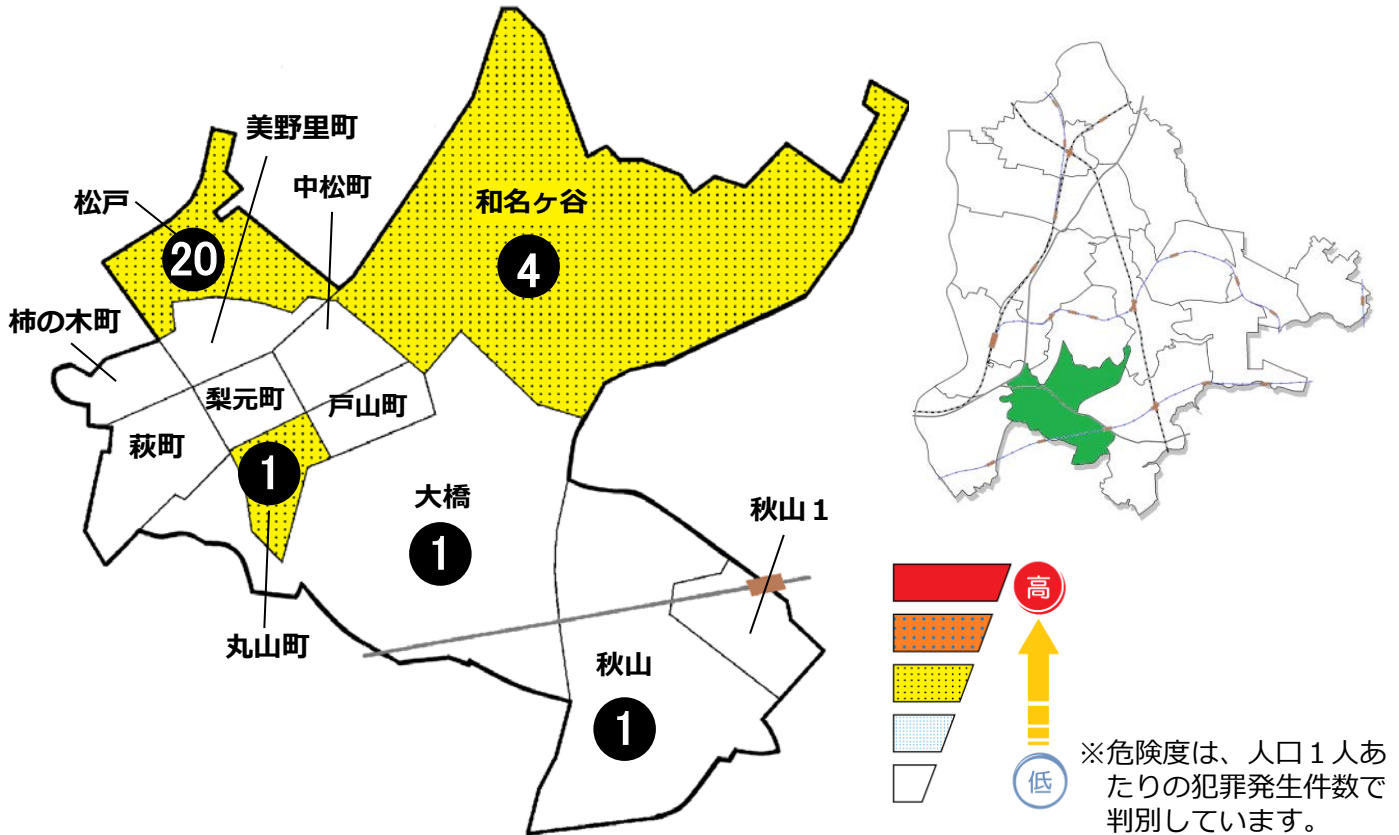 美野里町
中松町
松戸
和名ヶ谷
20
4
柿の木町
梨元町
戸山町
萩町
1
大橋
秋山１
1
丸山町
秋山
1
高
低
※危険度は、人口１人あ
たりの犯罪発生件数で
判別しています。